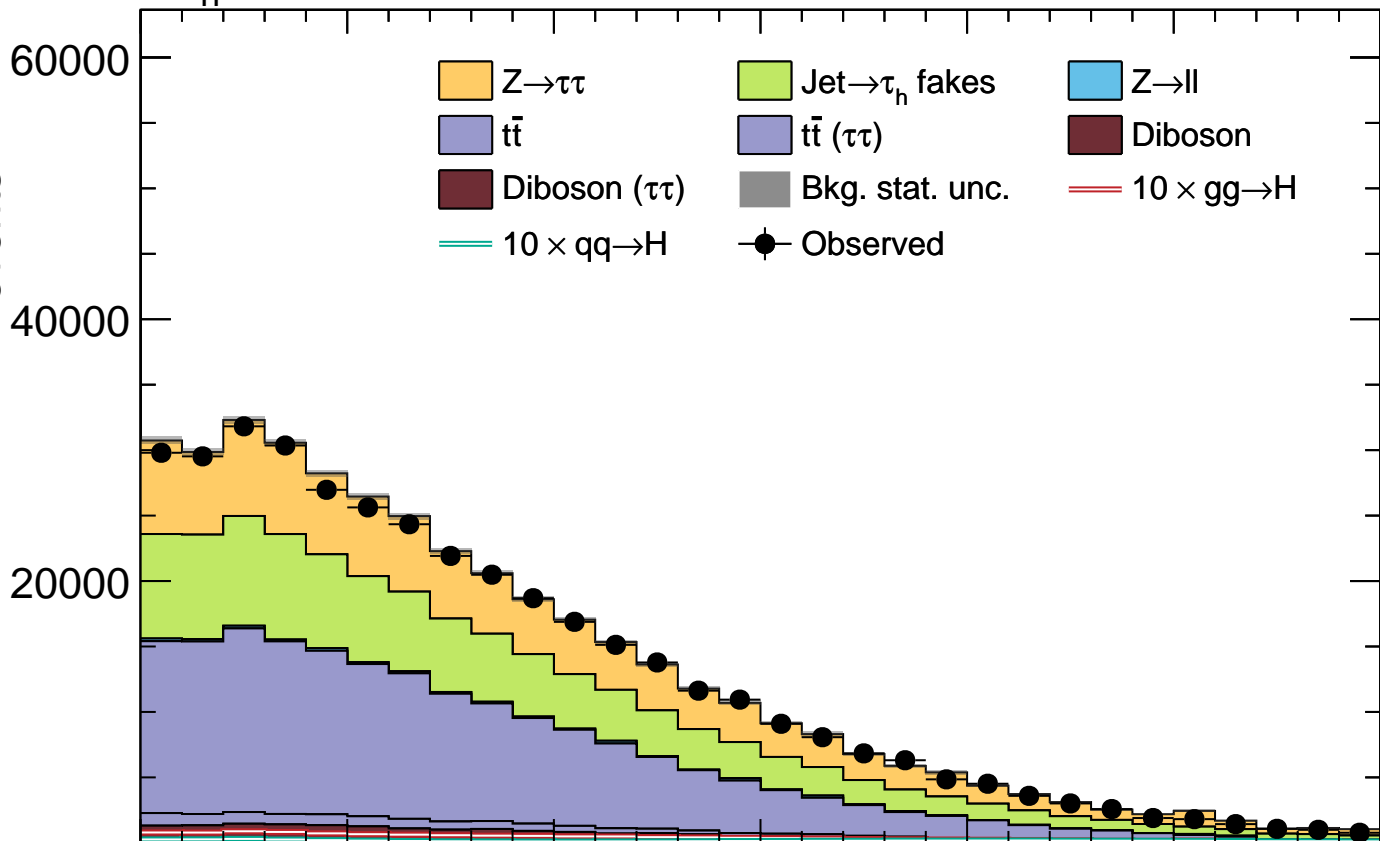 60000
Z→ττ Jet→τh fakes Z→ll
tt̄ tt̄ (ττ) Diboson
Diboson (ττ) Bkg. stat. unc. 10 × gg→H
10 × qq→H Observed
40000
20000